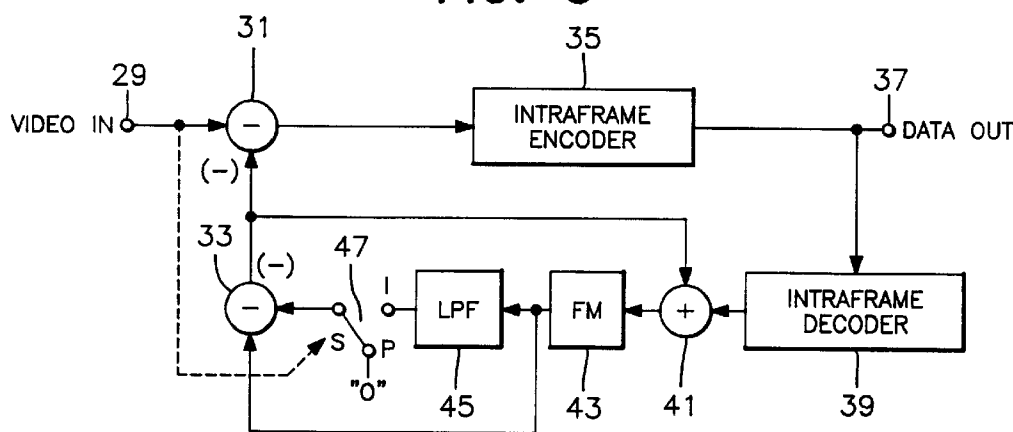 31
35
29
37
VIDEO IN
−
INTRAFRAME
ENCODER
DATA OUT
(−)
33
(−)
47
I
−
S
P
"O"
LPF
FM
+
INTRAFRAME
DECODER
45
43
41
39